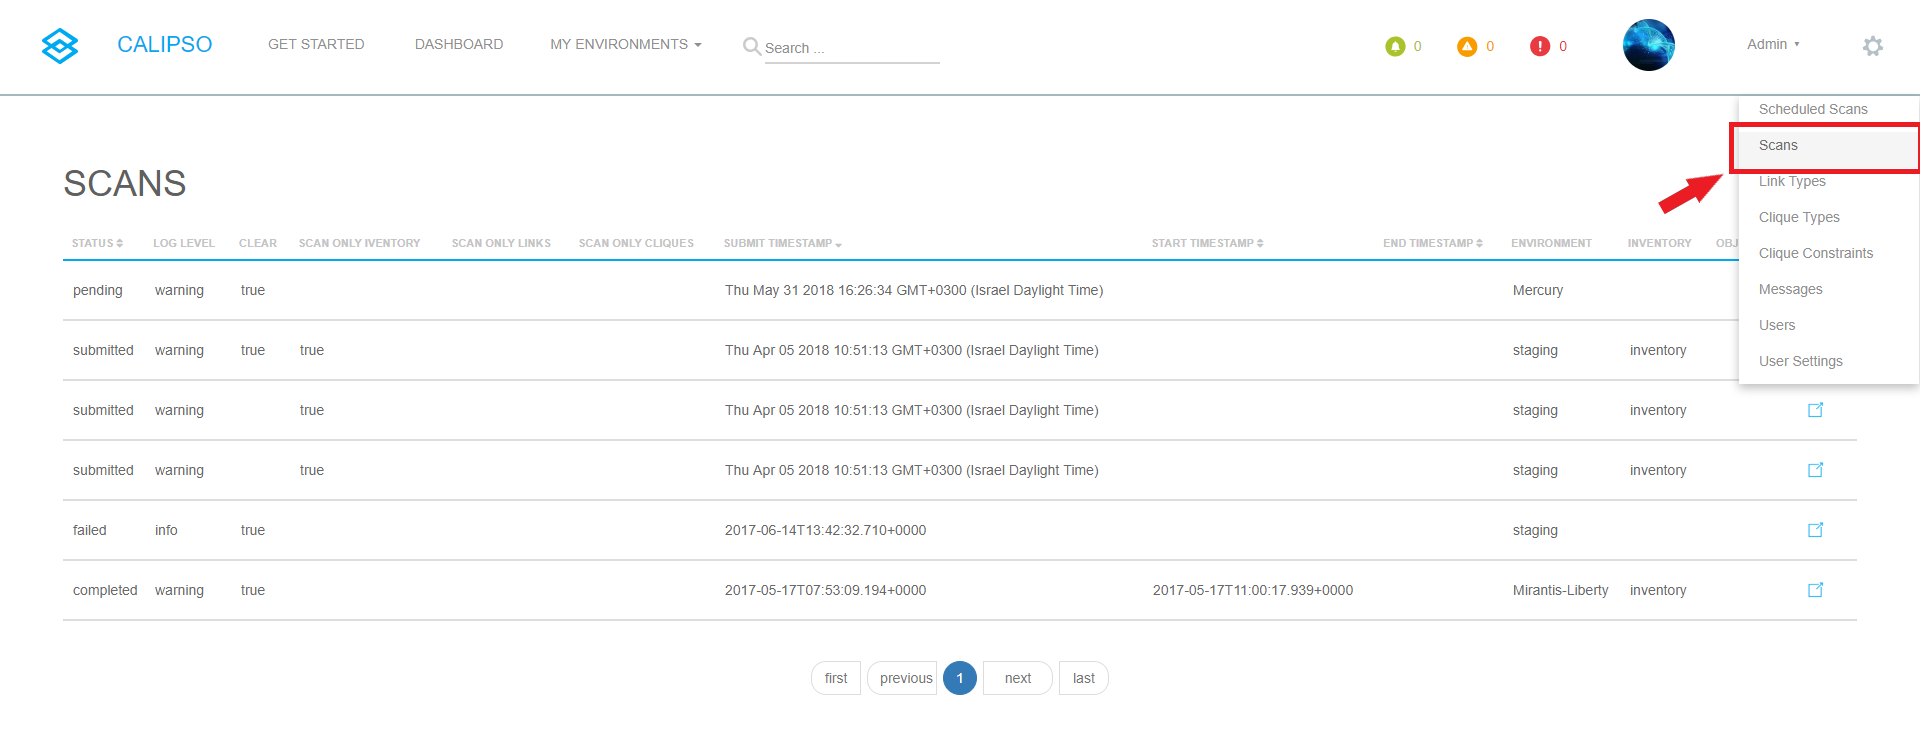 CALIPSO GET STARTED DASHBOARD MY ENVIRONMENTS Search ... 0 0 0 Admin
Scheduled Scans
Scans
Link Types
Clique Types
Clique Constraints
Messages
Users
User Settings
SCANS
STATUS LOG LEVEL CLEAR SCAN ONLY IVENTORY SCAN ONLY LINKS SCAN ONLY CLIQUES SUBMIT TIMESTAMP START TIMESTAMP END TIMESTAMP ENVIRONMENT INVENTORY OBJ
pending warning true Thu May 31 2018 16:26:34 GMT+0300 (Israel Daylight Time) Mercury
submitted warning true true Thu Apr 05 2018 10:51:13 GMT+0300 (Israel Daylight Time) staging inventory
submitted warning true Thu Apr 05 2018 10:51:13 GMT+0300 (Israel Daylight Time) staging inventory
submitted warning true Thu Apr 05 2018 10:51:13 GMT+0300 (Israel Daylight Time) staging inventory
failed info true 2017-06-14T13:42:32.710+0000 staging
completed warning true 2017-05-17T07:53:09.194+0000 2017-05-17T11:00:17.939+0000 Mirantis-Liberty inventory
first previous 1 next last